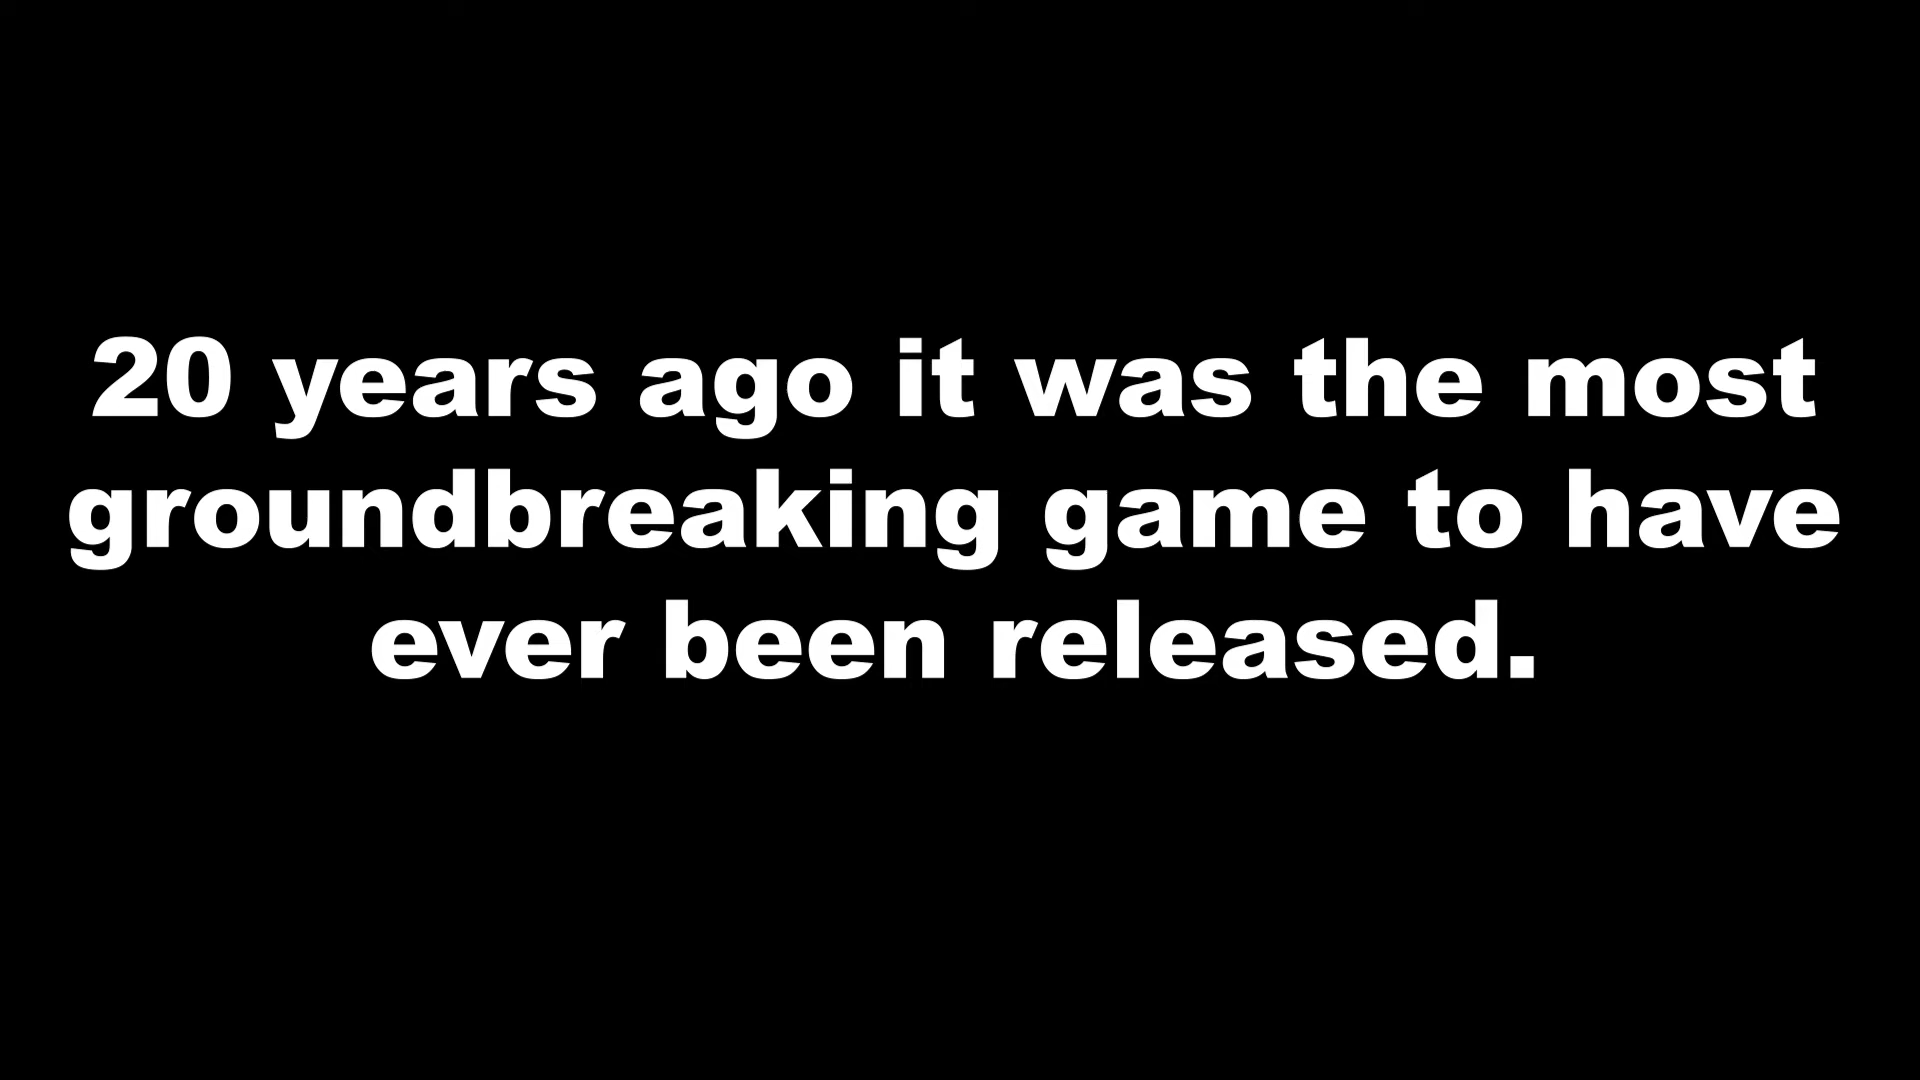 20 years ago it was the most
groundbreaking game to have
ever been released.